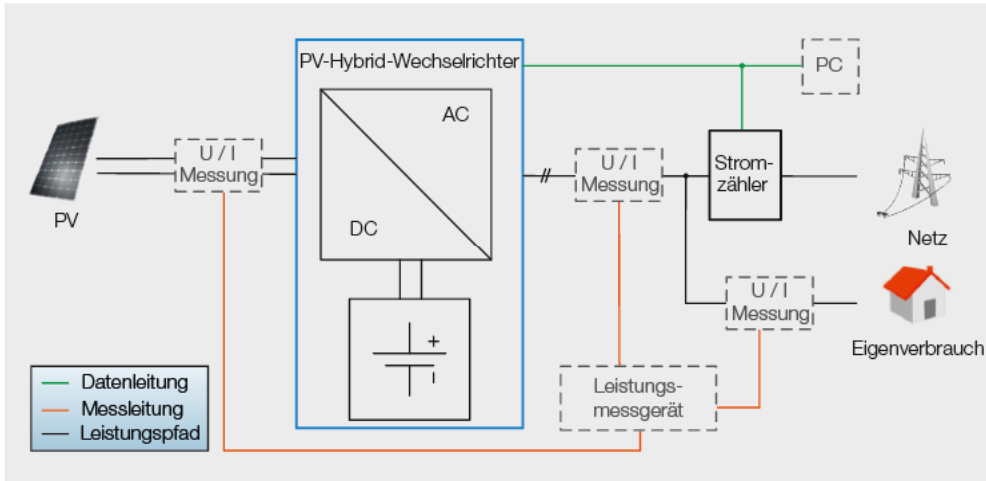 PV-Hybrid-Wechselrichter
PC
AC
U / I
Messung
U / I
Messung
Strom-
zähler
PV
DC
Netz
U / I
Messung
Eigenverbrauch
+
Leistungs-
messgerät
Datenleitung
Messleitung
Leistungspfad